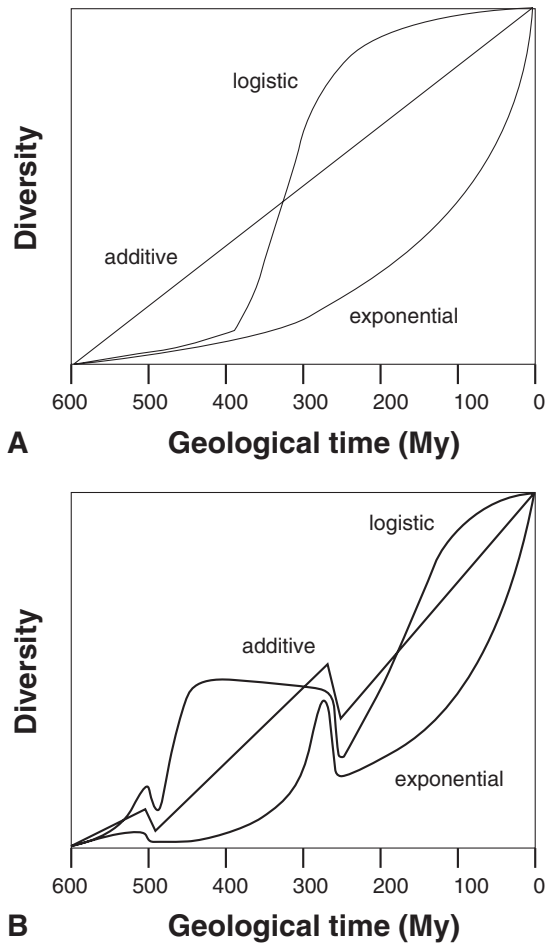 Diversity
logistic
additive
exponential
600 500 400 300 200 100 0
A Geological time (My)
Diversity
logistic
additive
exponential
600 500 400 300 200 100 0
B Geological time (My)